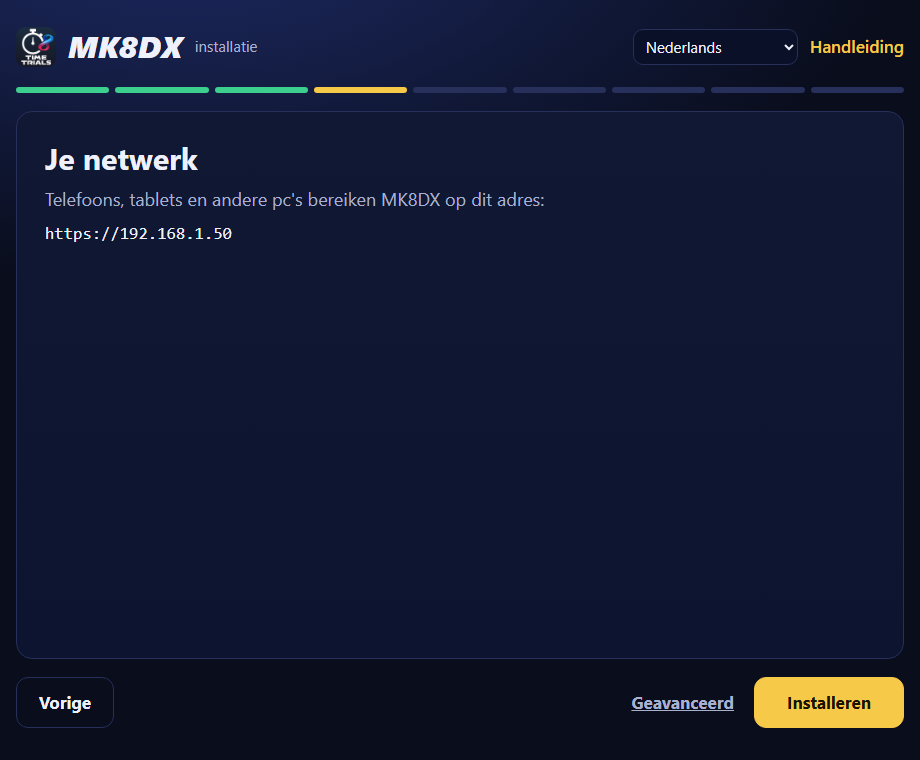 TIME
TRIALS
MK8DX installatie
Nederlands
Handleiding
Je netwerk
Telefoons, tablets en andere pc's bereiken MK8DX op dit adres:
https://192.168.1.50
Vorige
Geavanceerd
Installeren